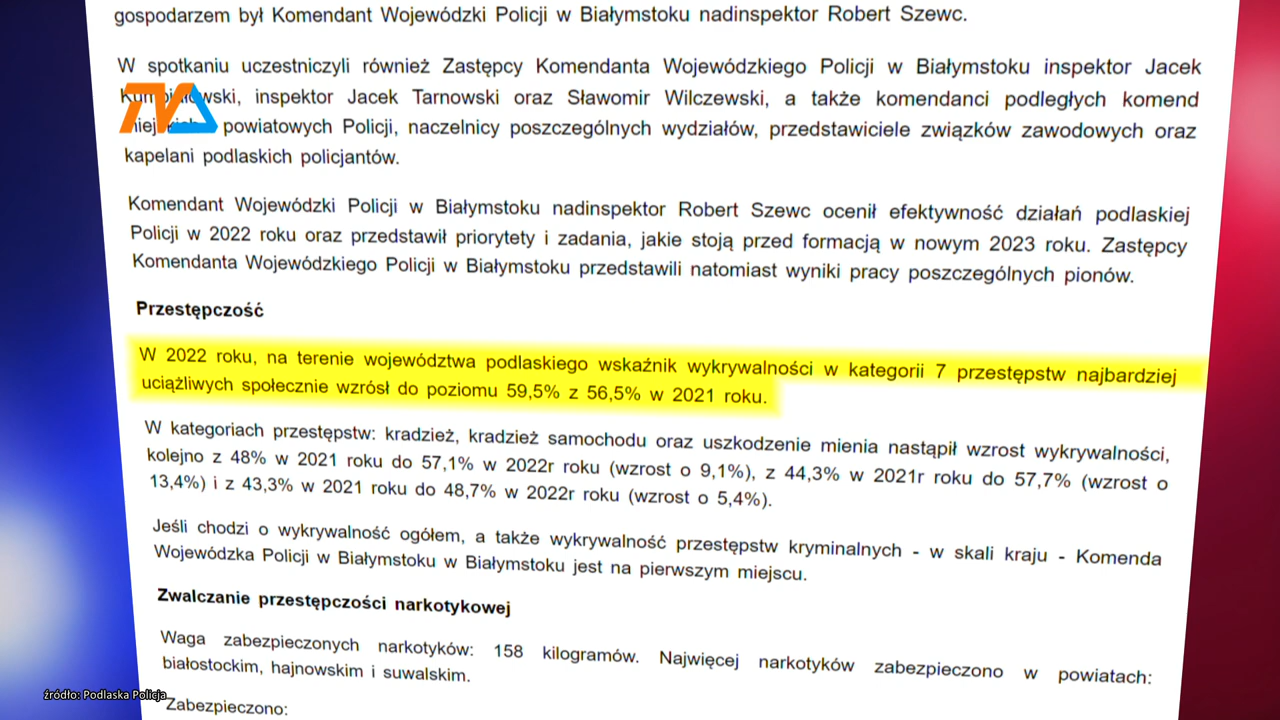 gospodarzem był Komendant Wojewódzki Policji w Białymstoku nadinspektor Robert Szewc.
W spotkaniu uczestniczyli również Zastępcy Komendanta Wojewódzkiego Policji w Białymstoku inspektor Jacek
inspektor Jacek Tarnowski oraz Sławomir Wilczewski, a także komendanci podległych komend
powiatowych Policji, naczelnicy poszczególnych wydziałów, przedstawiciele związków zawodowych oraz
kapelani podlaskich policjantów.
Komendant Wojewódzki Policji w Białymstoku nadinspektor Robert Szewc ocenił efektywność działań podlaskiej
Policji w 2022 roku oraz przedstawił priorytety i zadania, jakie stoją przed formacją w nowym 2023 roku. Zastępcy
Komendanta Wojewódzkiego Policji w Białymstoku przedstawili natomiast wyniki pracy poszczególnych pionów.
Przestępczość
W 2022 roku, na terenie województwa podlaskiego wskaźnik wykrywalności w kategorii 7 przestępstw najbardziej
uciążliwych społecznie wzrósł do poziomu 59,5% z 56,5% w 2021 roku.
W kategoriach przestępstw: kradzież, kradzież samochodu oraz uszkodzenie mienia nastąpił wzrost wykrywalności,
kolejno z 48% w 2021 roku do 57,1% w 2022r roku (wzrost o 9,1%), z 44,3% w 2021r roku do 57,7% (wzrost o
13,4%) i z 43,3% w 2021 roku do 48,7% w 2022r roku (wzrost o 5,4%).
Jeśli chodzi o wykrywalność ogółem, a także wykrywalność przestępstw kryminalnych - w skali kraju - Komenda
Wojewódzka Policji w Białymstoku w Białymstoku jest na pierwszym miejscu.
Zwalczanie przestępczości narkotykowej
Waga zabezpieczonych narkotyków: 158 kilogramów. Najwięcej narkotyków zabezpieczono w powiatach:
białostockim, hajnowskim i suwalskim.
Zabezpieczono:
źródło: Podlaska Policja